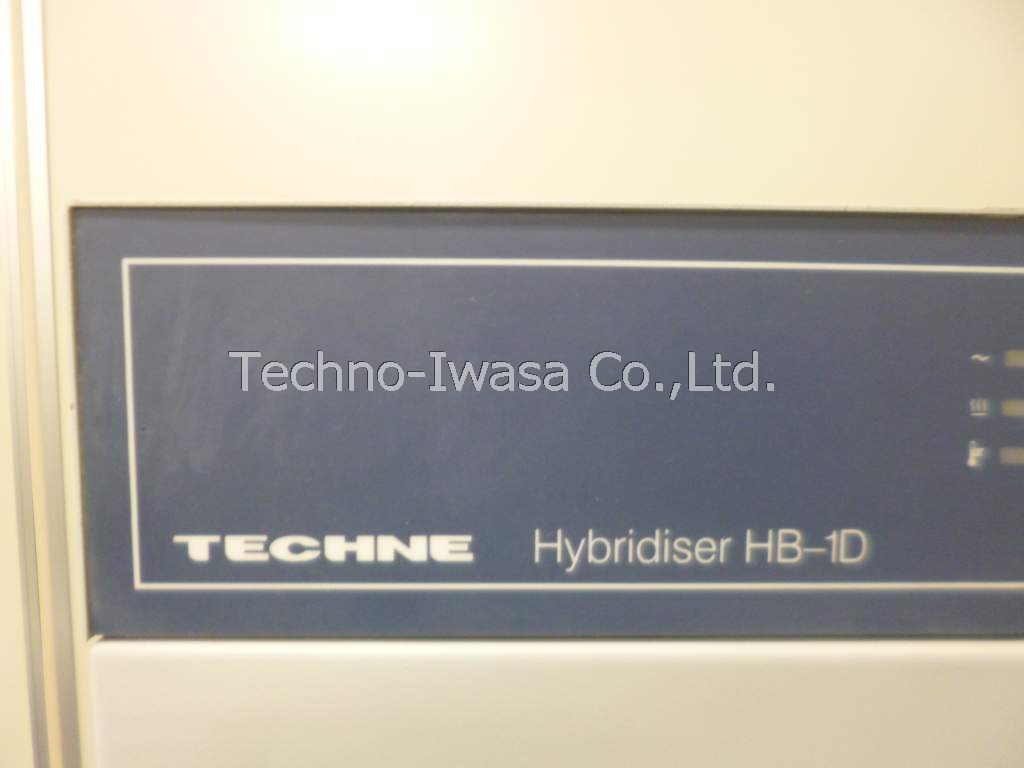 Techno-Iwasa Co.,Ltd.
TECHNE Hybridiser HB-1D